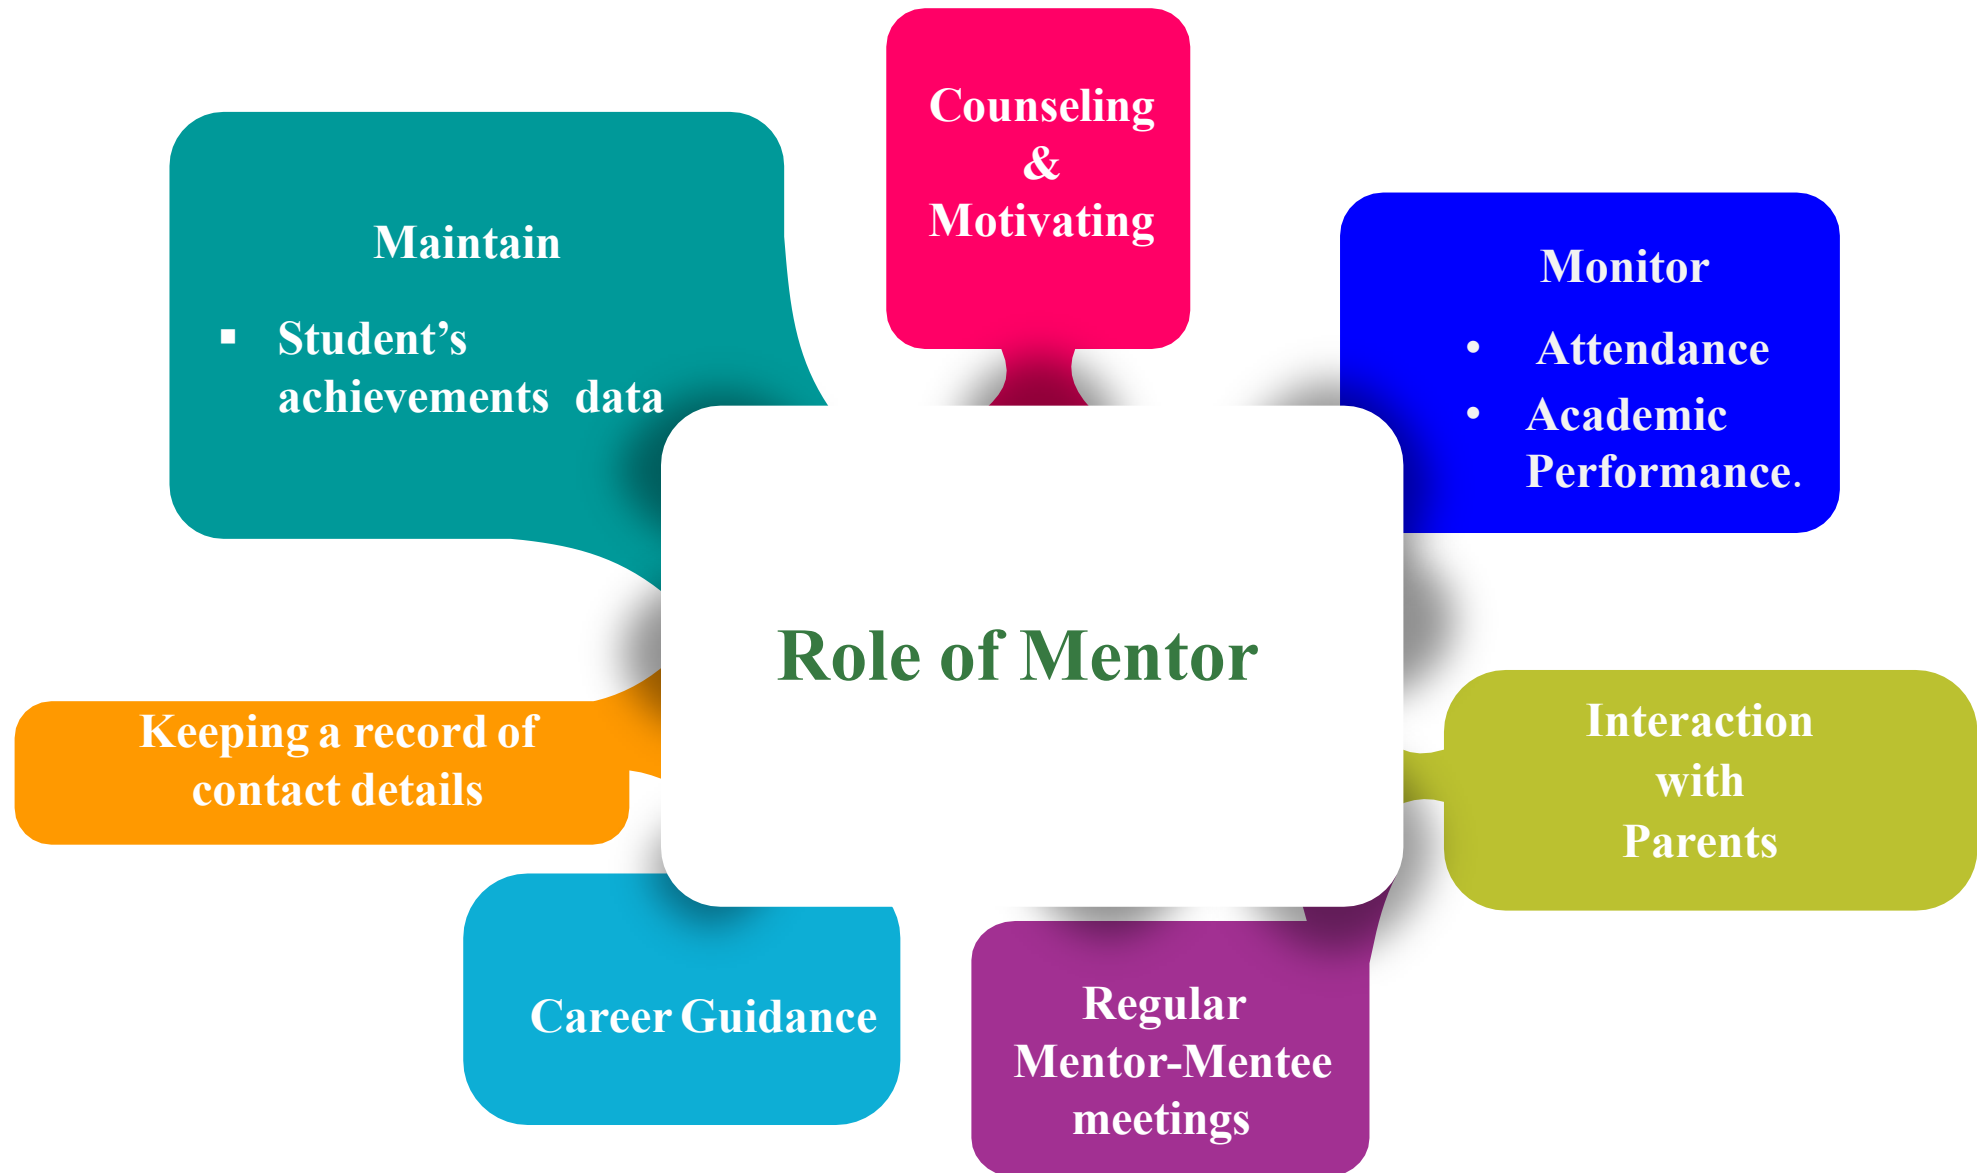 Counseling
&
Motivating
Maintain
▪ Student’s
achievements data
Monitor
• Attendance
• Academic
Performance.
Role of Mentor
Keeping a record of
contact details
Interaction
with
Parents
Career Guidance
Regular
Mentor-Mentee
meetings